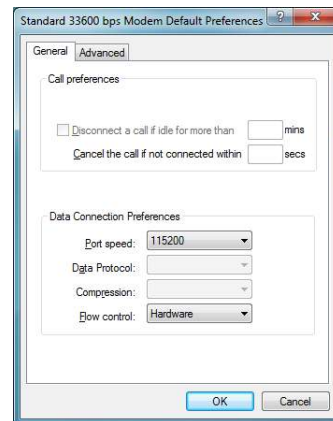 Standard 33600 bps Modem Default Preferences ? X
General Advanced
Call preferences
Disconnect a call if idle for more than mins
Cancel the call if not connected within secs
Data Connection Preferences
Port speed: 115200
Data Protocol:
Compression:
Flow control: Hardware
OK Cancel